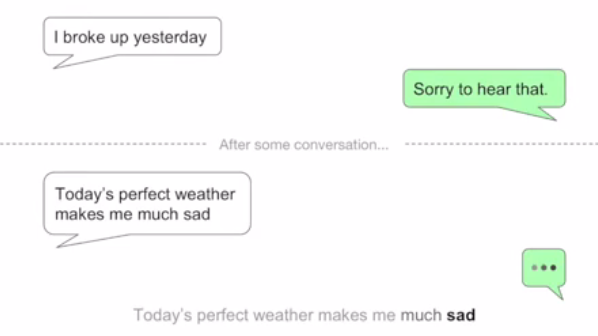 I broke up yesterday
Sorry to hear that.
After some conversation...
Today's perfect weather
makes me much sad
Today's perfect weather makes me much sad